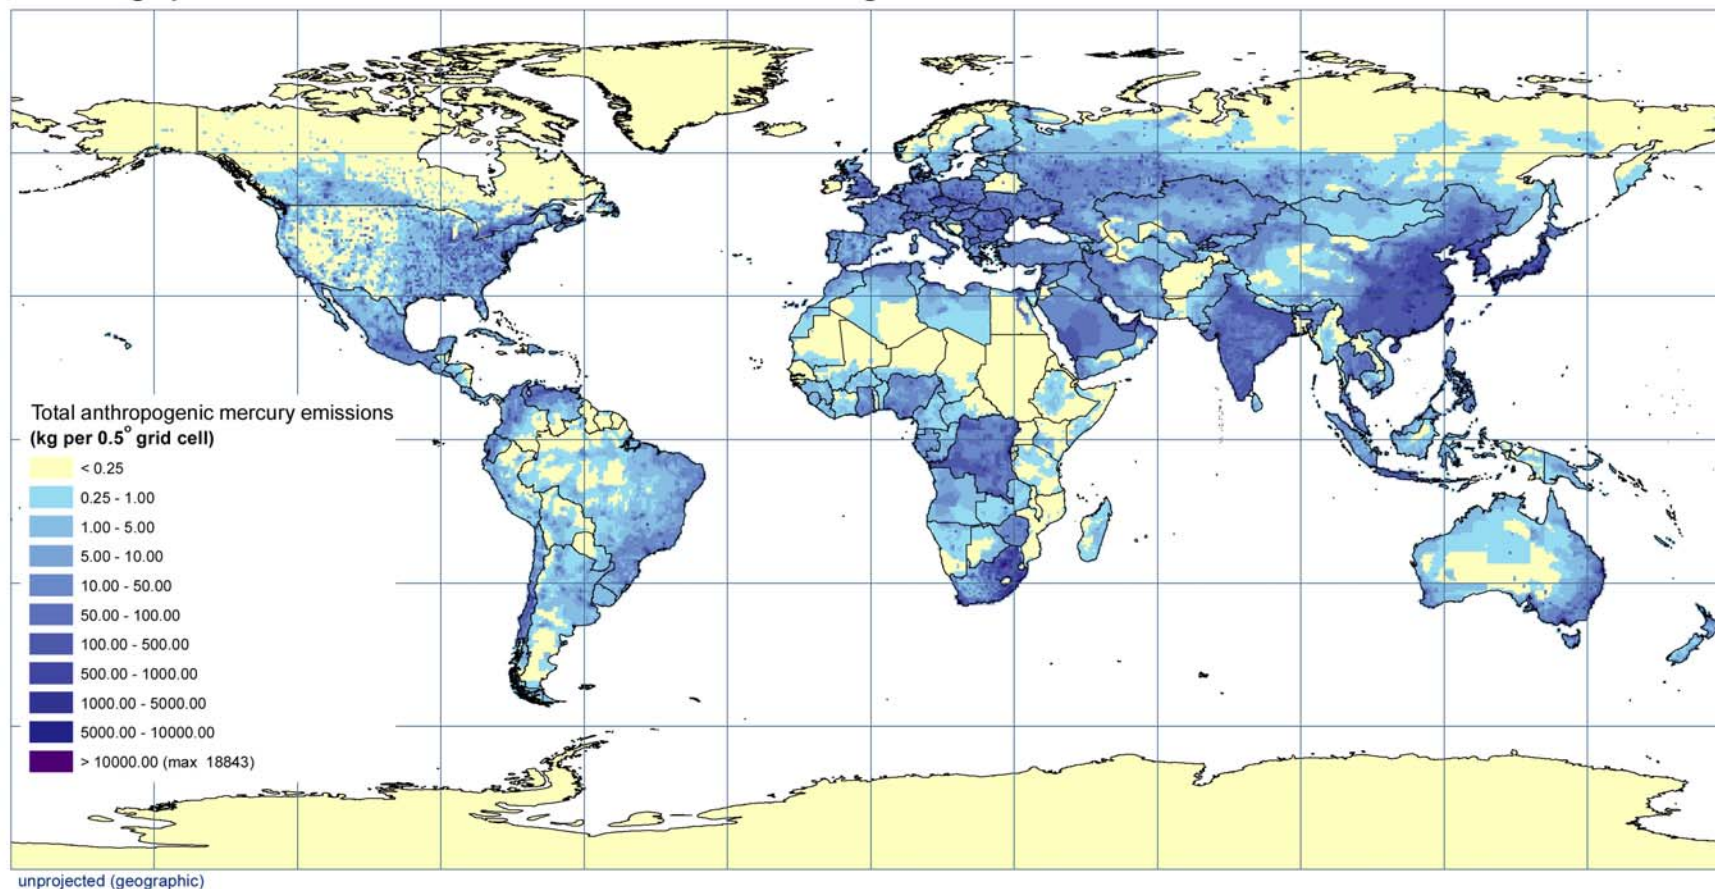 Total anthropogenic mercury emissions
(kg per 0.5° grid cell)
< 0.25
0.25 - 1.00
1.00 - 5.00
5.00 - 10.00
10.00 - 50.00
50.00 - 100.00
100.00 - 500.00
500.00 - 1000.00
1000.00 - 5000.00
5000.00 - 10000.00
> 10000.00 (max 18843)
unprojected (geographic)